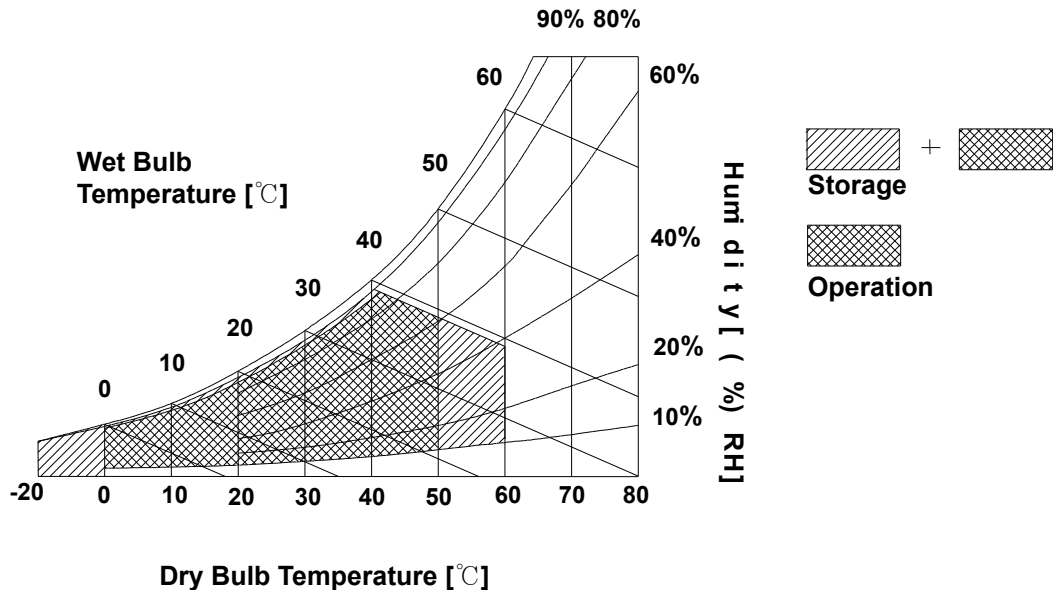 90% 80%
60
60%
50
Wet Bulb
Temperature [℃]
40
40%
30
20
20%
10
10%
0
Humidity[(%)RH]
-20 0 10 20 30 40 50 60 70 80
Dry Bulb Temperature [℃]
+
Storage
Operation